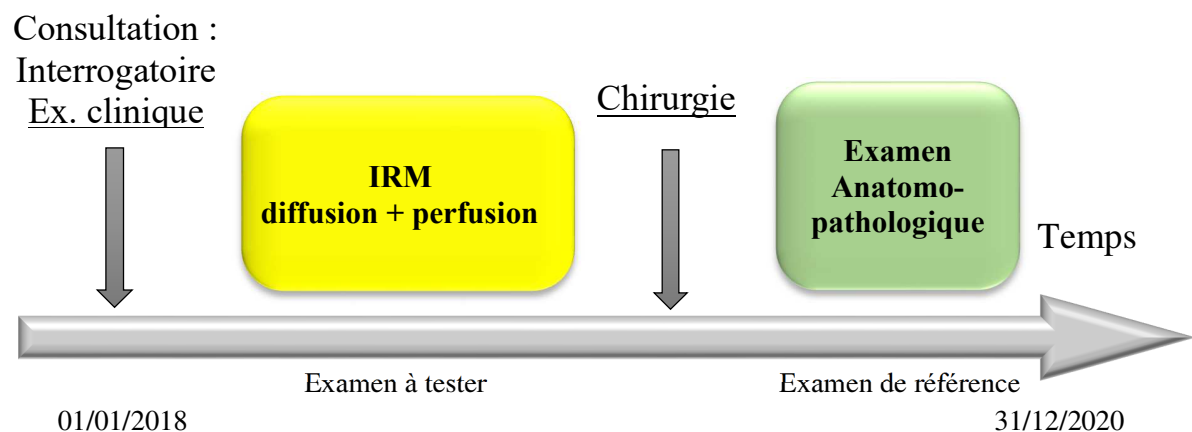 Consultation :
Interrogatoire
Ex. clinique
IRM
diffusion + perfusion
Chirurgie
Examen
Anatomo-
pathologique
Temps
Examen à tester
Examen de référence
01/01/2018
31/12/2020